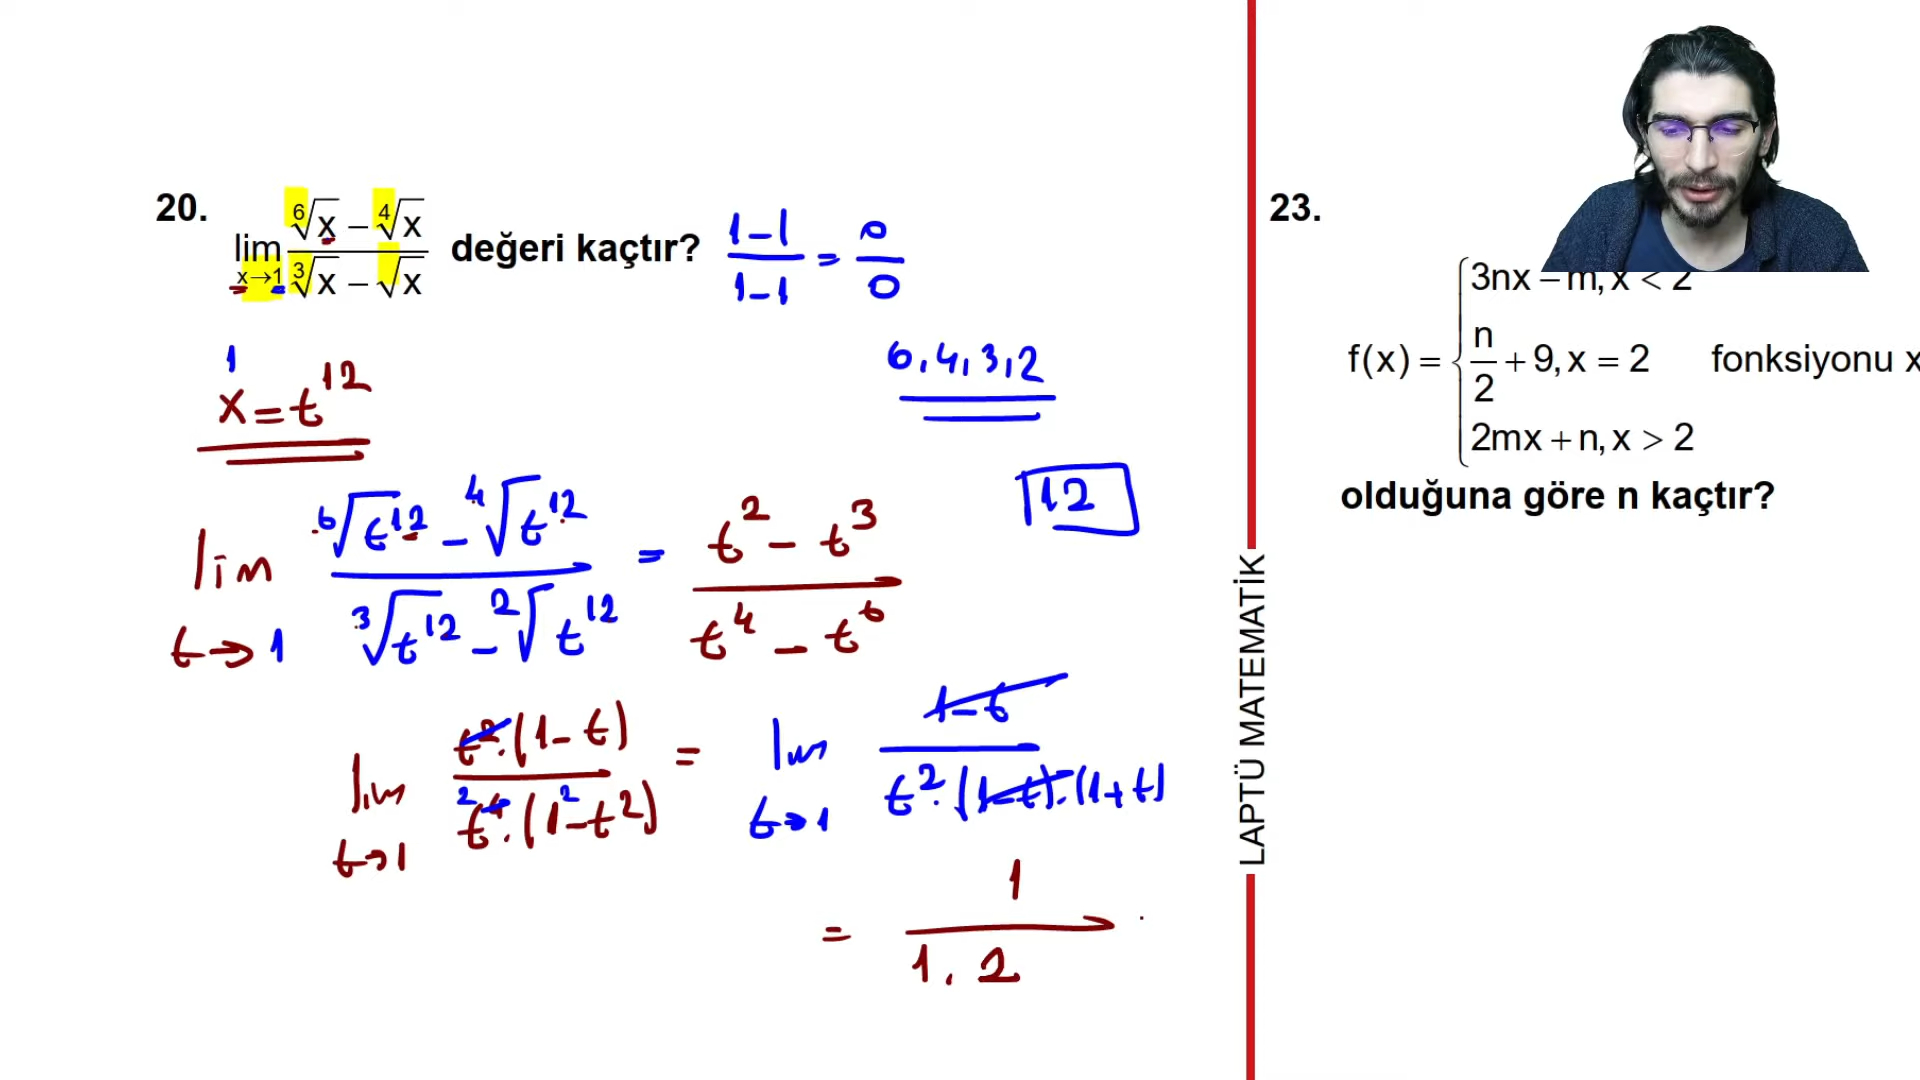 20.
lim x→1 ⁶√x − ⁴√x / ³√x − √x değeri kaçtır?
1-1 / 1-1 = 0 / 0
6, 4, 3, 2
1
x = t¹²
12
lim t→1 ⁶√t¹² - ⁴√t¹² / ³√t¹² - ²√t¹² = t² - t³ / t⁴ - t⁶
lim t→1 t².(1-t) / t⁴.(1²-t²) = lim t→1 1-t / t².(1-t).(1+t)
2
= 1 / 1.2
LAPTÜ MATEMATİK
23.
3nx − m, x < 2
f(x) = n/2 + 9, x = 2 fonksiyonu x
2mx + n, x > 2
olduğuna göre n kaçtır?